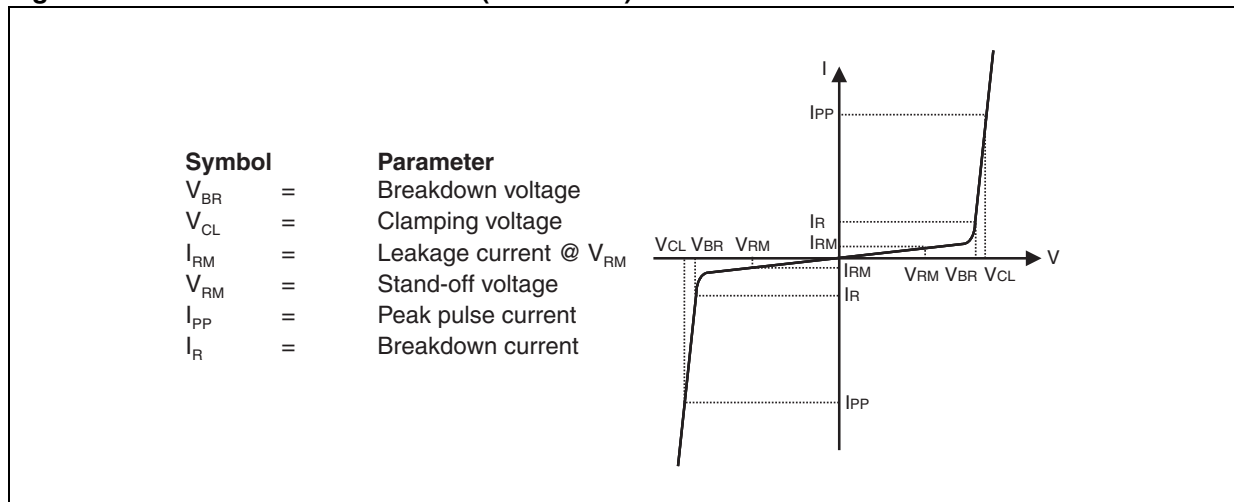 Symbol Parameter
VBR = Breakdown voltage
VCL = Clamping voltage
IRM = Leakage current @ VRM
VRM = Stand-off voltage
IPP = Peak pulse current
IR = Breakdown current
I
IPP
IR
IRM
VCL VBR VRM
V
IRM
VRM VBR VCL
IR
IPP